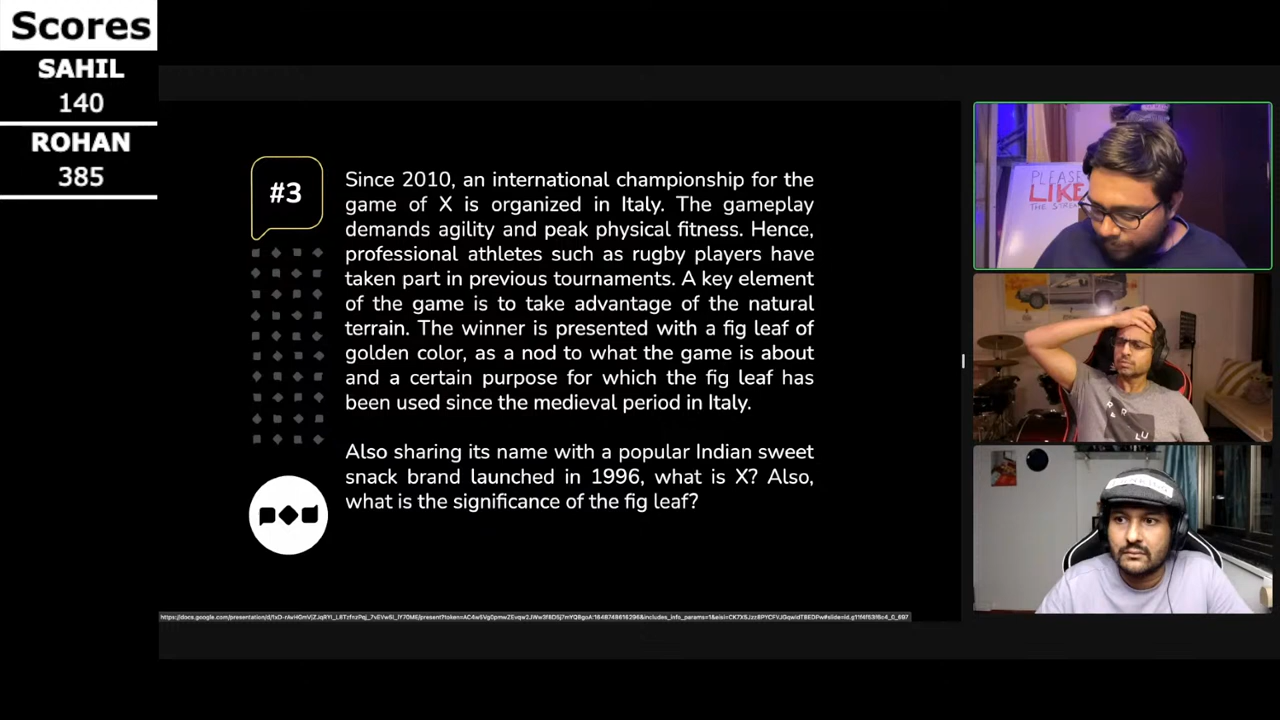 Scores
SAHIL
140
ROHAN
385
#3
Since 2010, an international championship for the
game of X is organized in Italy. The gameplay
demands agility and peak physical fitness. Hence,
professional athletes such as rugby players have
taken part in previous tournaments. A key element
of the game is to take advantage of the natural
terrain. The winner is presented with a fig leaf of
golden color, as a nod to what the game is about
and a certain purpose for which the fig leaf has
been used since the medieval period in Italy.
Also sharing its name with a popular Indian sweet
snack brand launched in 1996, what is X? Also,
what is the significance of the fig leaf?
PLEASE
LIKE
THE STREAM